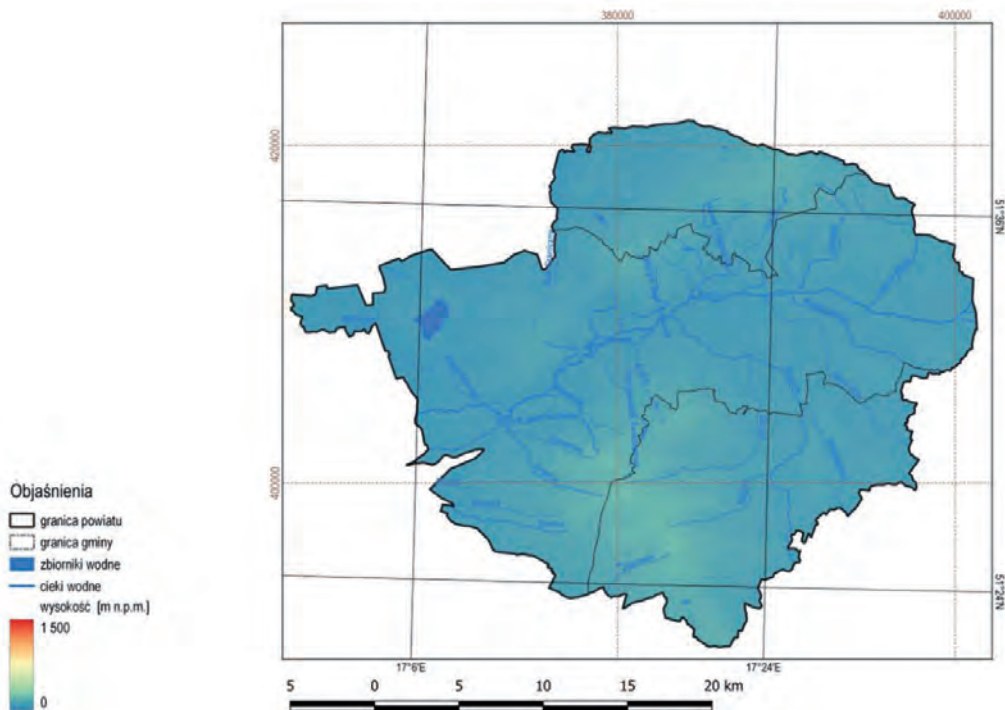 380000
400000
420000
51°36'N
400000
51°24'N
Objaśnienia
granica powiatu
granica gminy
zbiorniki wodne
cieki wodne
wysokość [m n.p.m.]
1 500
0
17°6'E
17°24'E
5 0 5 10 15 20 km